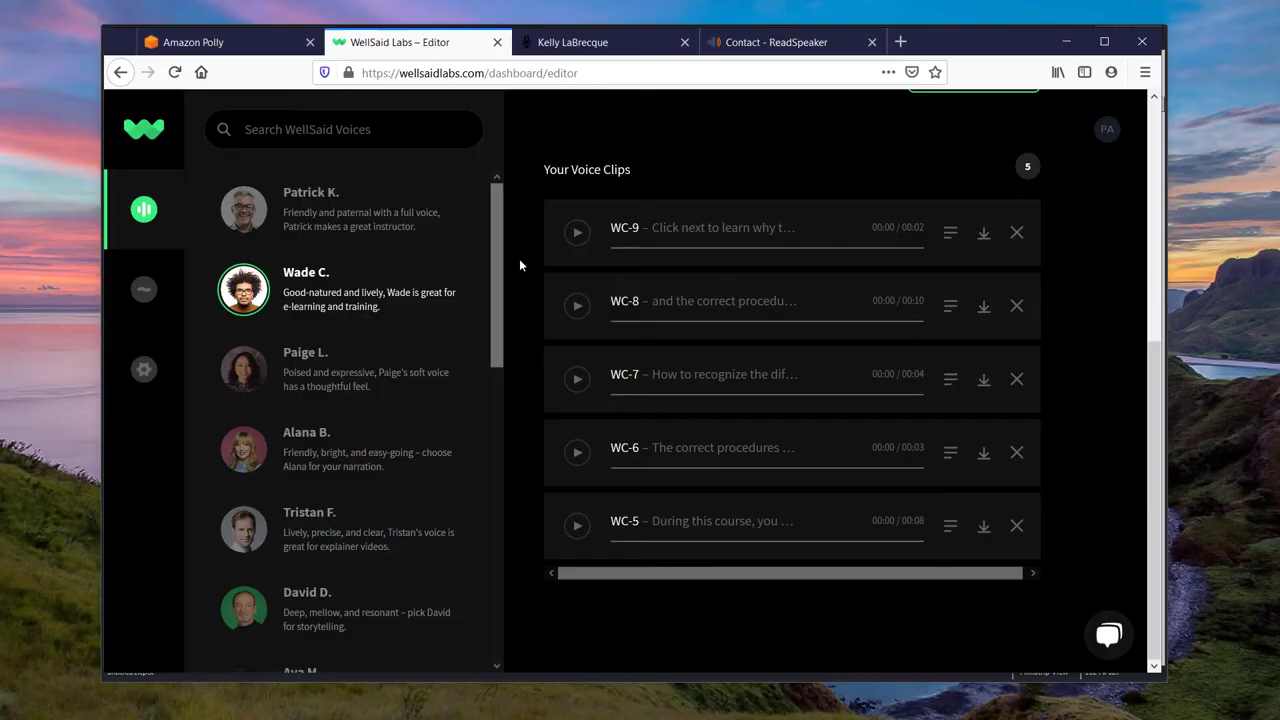 Amazon Polly
WellSaid Labs – Editor
Kelly LaBrecque
Contact - ReadSpeaker
https://wellsaidlabs.com/dashboard/editor
Search WellSaid Voices
PA
Patrick K.
Friendly and paternal with a full voice,
Patrick makes a great instructor.
Wade C.
Good-natured and lively, Wade is great for
e-learning and training.
Paige L.
Poised and expressive, Paige's soft voice
has a thoughtful feel.
Alana B.
Friendly, bright, and easy-going – choose
Alana for your narration.
Tristan F.
Lively, precise, and clear, Tristan's voice is
great for explainer videos.
David D.
Deep, mellow, and resonant – pick David
for storytelling.
Ava M.
Your Voice Clips
5
WC-9 – Click next to learn why t…
00:00 / 00:02
WC-8 – and the correct procedu…
00:00 / 00:10
WC-7 – How to recognize the dif…
00:00 / 00:04
WC-6 – The correct procedures …
00:00 / 00:03
WC-5 – During this course, you …
00:00 / 00:08